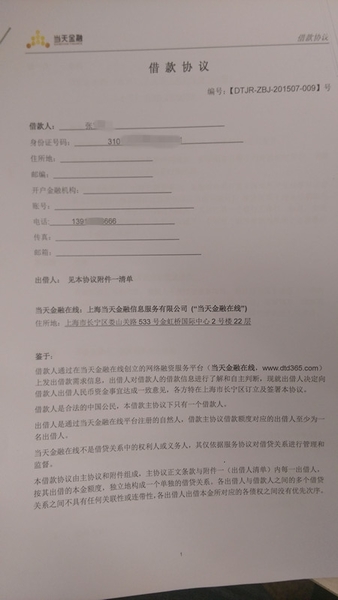 当天金融
借款协议
借款协议
编号:【DTJR-ZBJ-201507-009】号
借款人:
身份证号码: 310
住所地:
邮编:
开户金融机构:
账号:
电话: 139 666
传真:
邮箱:
出借人: 见本协议附件一清单
当天金融在线:上海当天金融信息服务有限公司 ("当天金融在线")
住所地:上海市长宁区娄山关路 533 号金虹桥国际中心 2 号楼 22 层
鉴于:
借款人通过在当天金融在线创立的网络融资服务平台(当天金融在线,www.dtd365.com)
上发出借款需求信息,出借人对借款人的借款信息进行了解和自主判断,现就出借人决定向
借款人出借人民币资金事宜达成一致意见,各方特在上海市长宁区订立及签署本协议。
借款人是合法的中国公民,本借款主协议下只有一个借款人。
出借人是通过当天金融在线平台注册的自然人,借款主协议借款额度对应的出借人至少为一
名出借人。
当天金融在线不是借贷关系中的权利人或义务人,其仅依据服务协议对借贷关系进行管理和
监督。
本借款协议由主协议和附件组成,主协议正文条款与附件一(出借人清单)内每一出借人,
按其出借的本金额度,独立地构成一个单独的借贷关系。各出借人与借款人之间的多个借贷
关系之间不具有任何关联性或连带性,各出借人出借本金所对应的各债权之间没有优先次序。
1